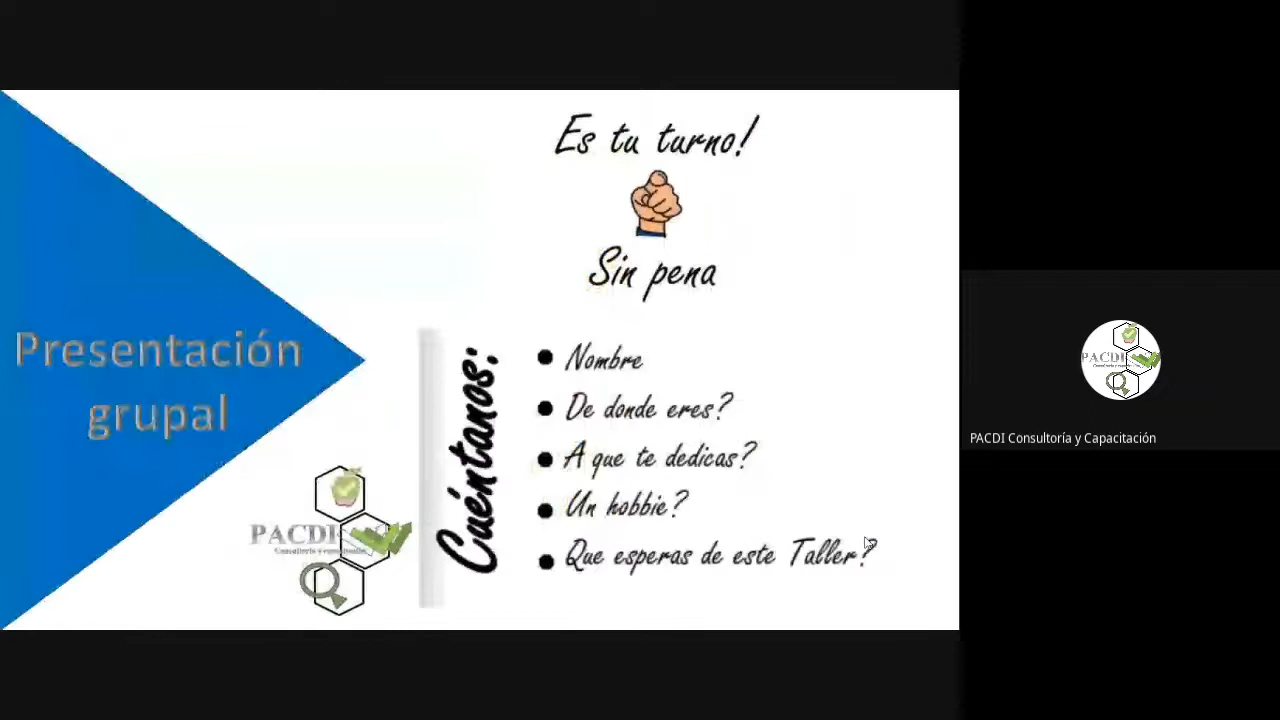 Es tu turno!
Sin pena
Presentación
grupal
Cuéntanos:
Nombre
De donde eres?
A que te dedicas?
Un hobbie?
Que esperas de este Taller?
PACDI
PACDI
PACDI Consultoría y Capacitación